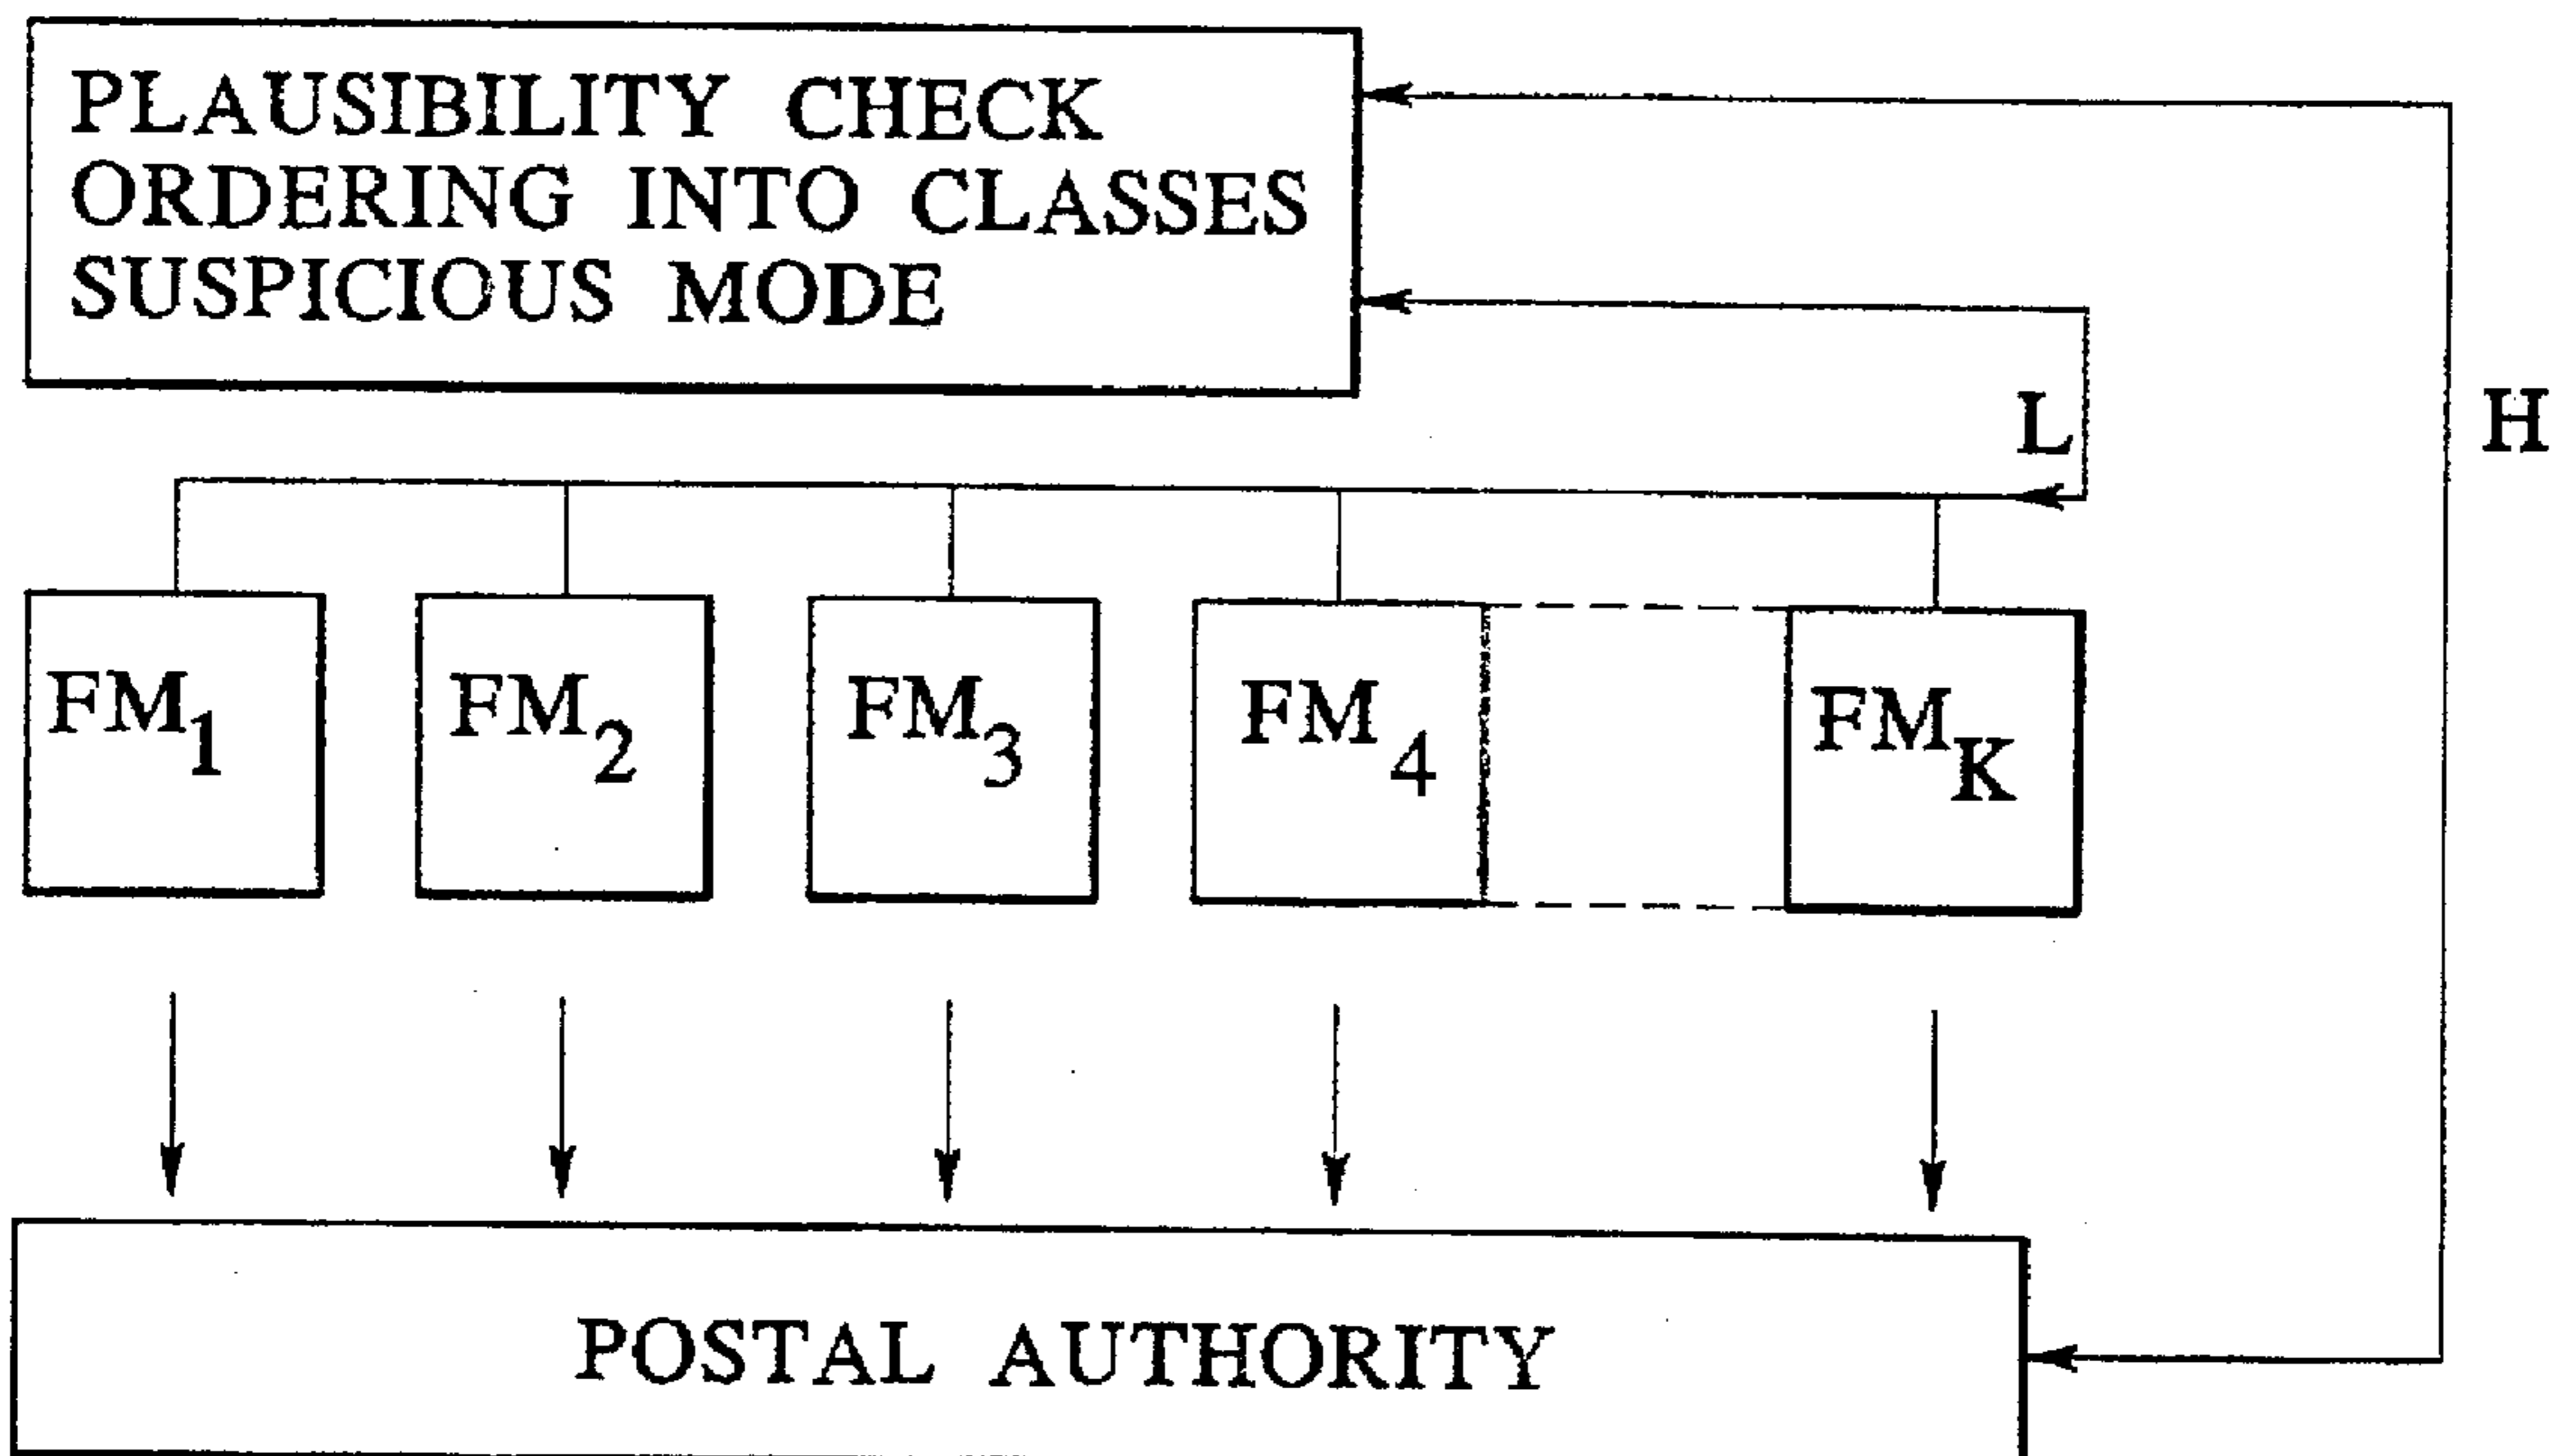 PLAUSIBILITY CHECK
ORDERING INTO CLASSES
SUSPICIOUS MODE
L
H
FM1
FM2
FM3
FM4
FMK
POSTAL AUTHORITY